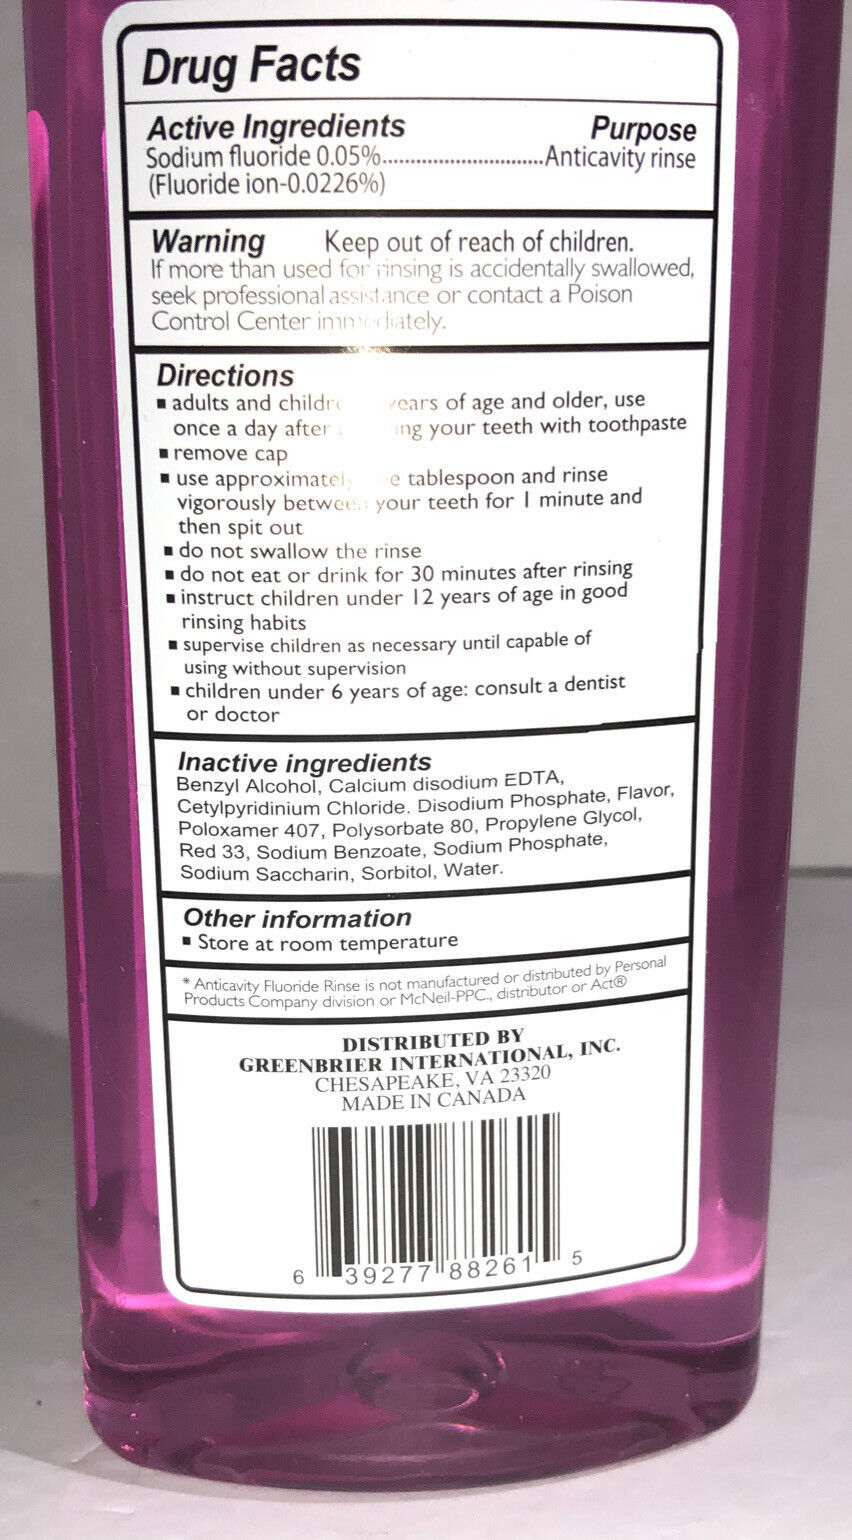 Drug Facts
Active Ingredients Purpose
Sodium fluoride 0.05%............................Anticavity rinse
(Fluoride ion-0.0226%)
Warning Keep out of reach of children.
If more than used for rinsing is accidentally swallowed,
seek professional assistance or contact a Poison
Control Center immediately.
Directions
▪ adults and years of age and older, use
once a day after your teeth with toothpaste
▪ remove cap
▪ use tablespoon and rinse
vigorously between your teeth for 1 minute and
then spit out
▪ do not swallow the rinse
▪ do not eat or drink for 30 minutes after rinsing
▪ instruct children under 12 years of age in good
rinsing habits
▪ supervise children as necessary until capable of
using without supervision
▪ children under 6 years of age: consult a dentist
or doctor
Inactive ingredients
Benzyl Alcohol, Calcium disodium EDTA,
Cetylpyridinium Chloride. Disodium Phosphate, Flavor,
Poloxamer 407, Polysorbate 80, Propylene Glycol,
Red 33, Sodium Benzoate, Sodium Phosphate,
Sodium Saccharin, Sorbitol, Water.
Other information
▪ Store at room temperature
* Anticavity Fluoride Rinse is not manufactured or distributed by Personal
Products Company division or McNeil-PPC., distributor or Act®
DISTRIBUTED BY
GREENBRIER INTERNATIONAL, INC.
CHESAPEAKE, VA 23320
MADE IN CANADA
6 39277 88261 5